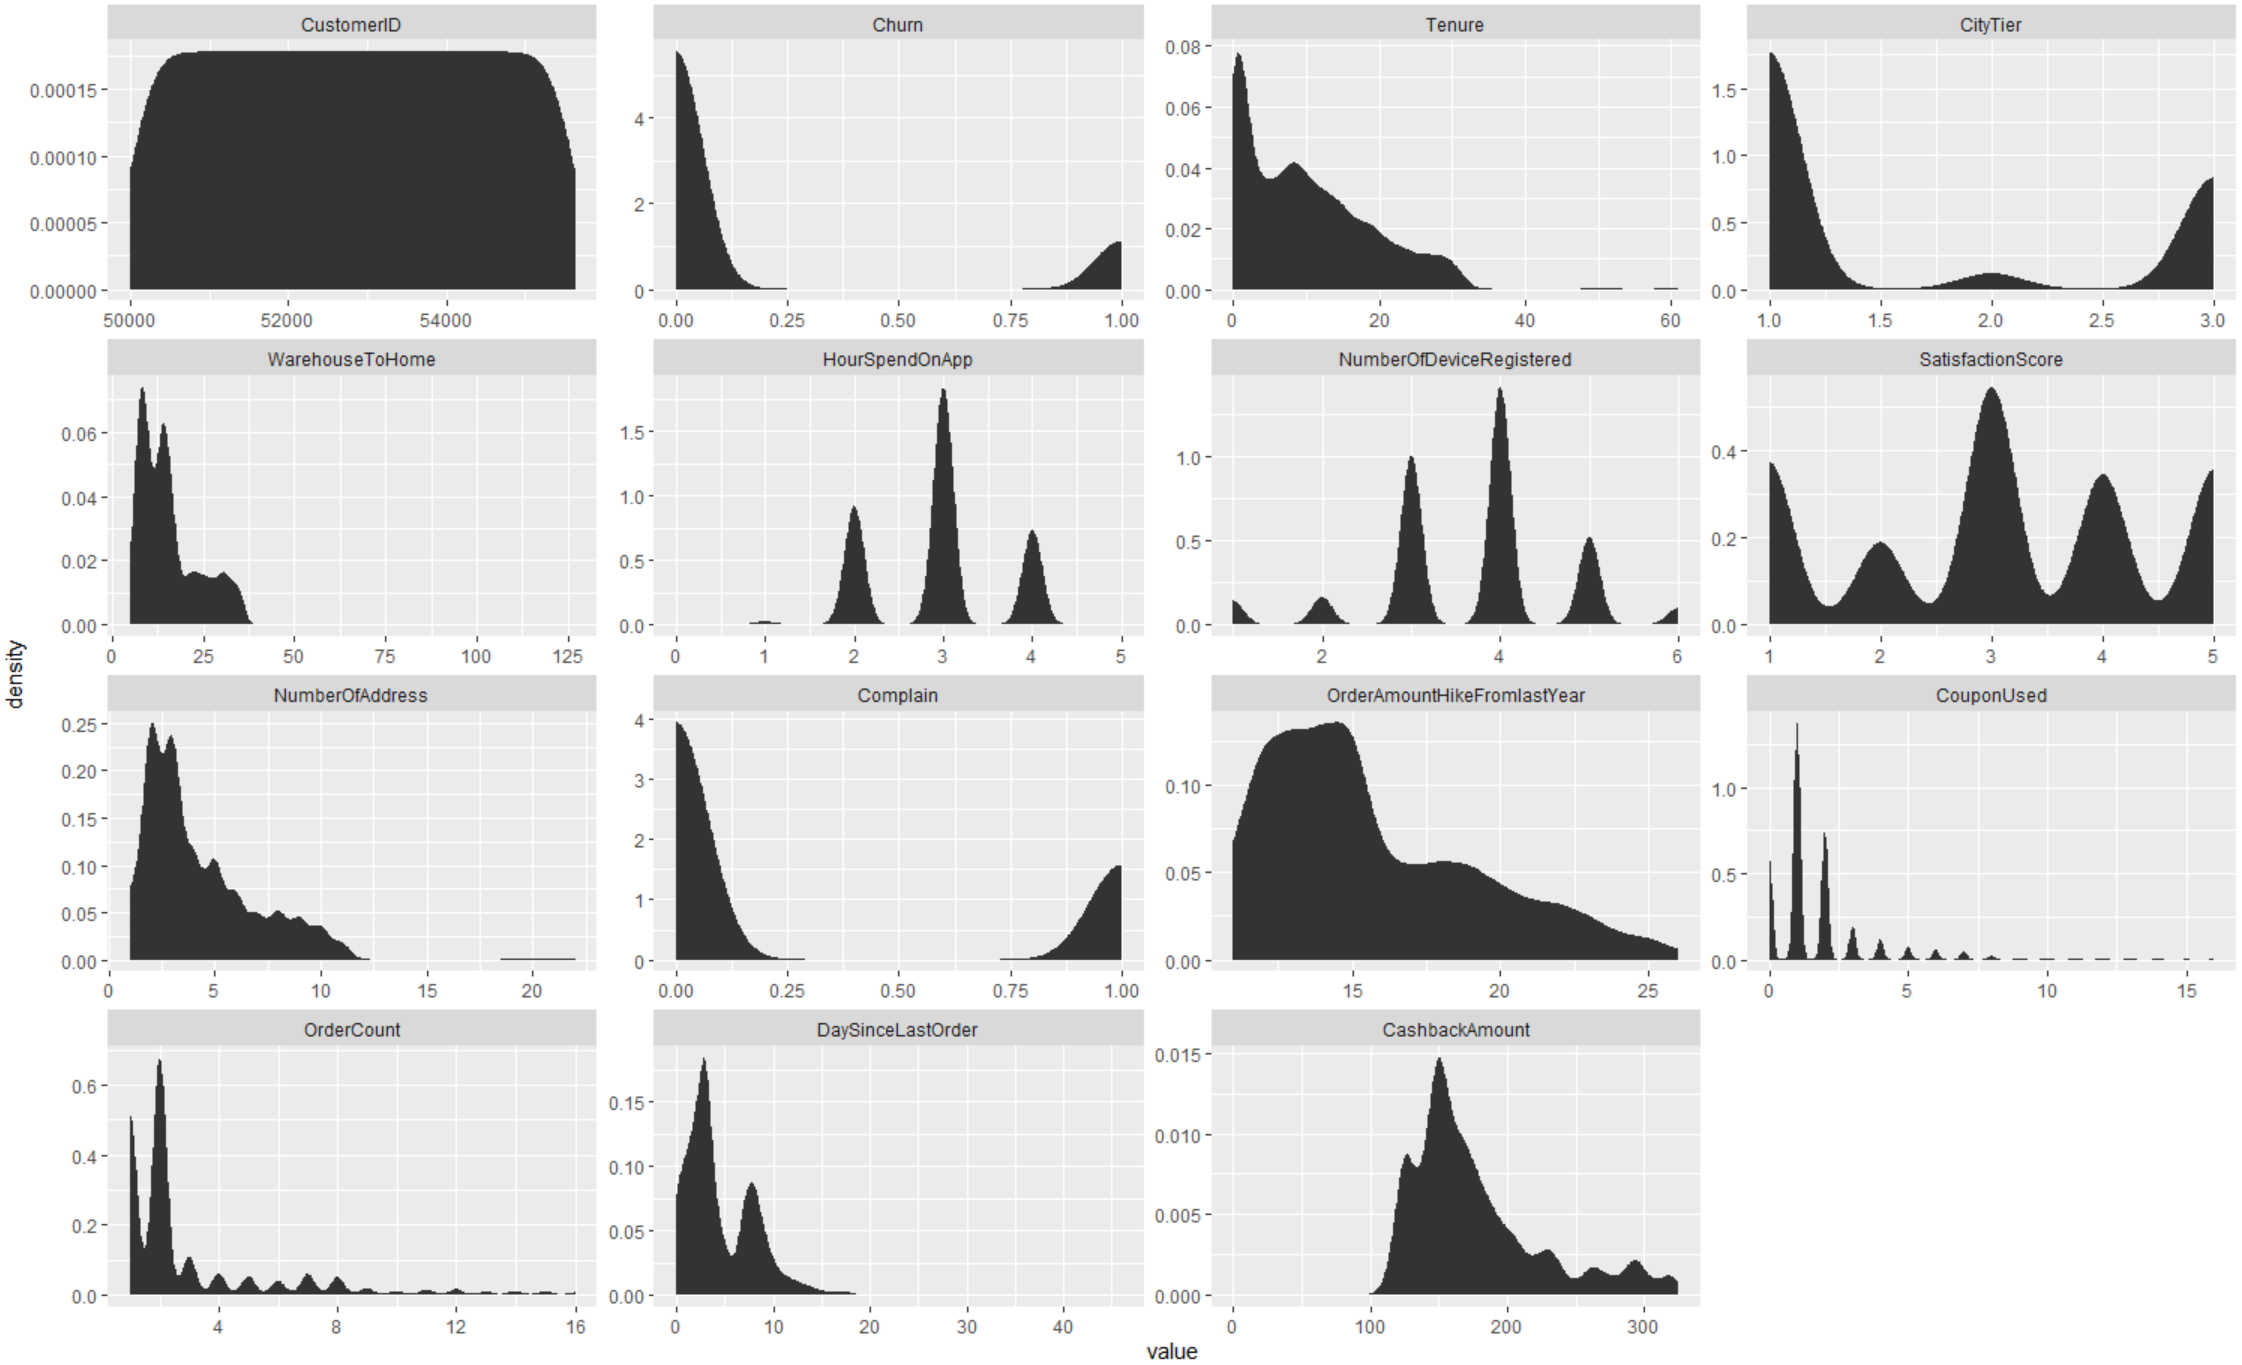 CustomerID Churn Tenure CityTier
0.00015 4 0.08 1.5
0.00010 2 0.06 1.0
0.00005 0 0.04 0.5
0.00000 0.02 0.0
0.00
50000 52000 54000 0.00 0.25 0.50 0.75 1.00 0 20 40 60 1.0 1.5 2.0 2.5 3.0
WarehouseToHome HourSpendOnApp NumberOfDeviceRegistered SatisfactionScore
0.06 1.5 1.0 0.4
0.04 1.0 0.5 0.2
0.02 0.5 0.0 0.0
0.00 0.0
0 25 50 75 100 125 0 1 2 3 4 5 2 4 6 1 2 3 4 5
density
NumberOfAddress Complain OrderAmountHikeFromlastYear CouponUsed
0.25 4 0.10 1.0
0.20 3 0.05 0.5
0.15 2 0.00 0.0
0.10 1
0.05 0
0.00
0 5 10 15 20 0.00 0.25 0.50 0.75 1.00 15 20 25 0 5 10 15
OrderCount DaySinceLastOrder CashbackAmount
0.6 0.15 0.015
0.4 0.10 0.010
0.2 0.05 0.005
0.0 0.00 0.000
4 8 12 16 0 10 20 30 40 0 100 200 300
value